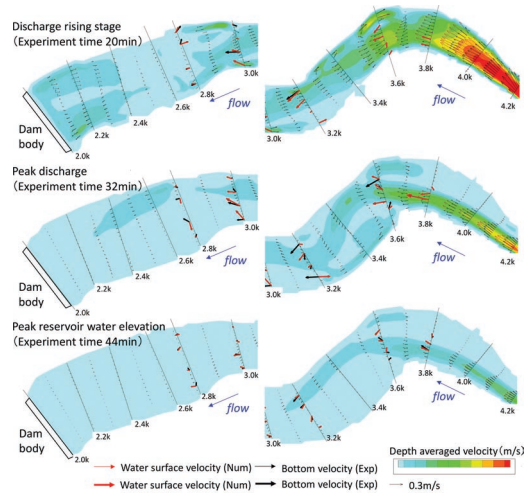 Discharge rising stage
(Experiment time 20min)
3.0k
2.8k
2.6k
2.4k
2.2k
2.0k
flow
Dam
body
3.2k
3.4k
3.6k
3.8k
4.0k
4.2k
flow
Peak discharge
(Experiment time 32min)
3.0k
2.8k
2.6k
2.4k
2.2k
2.0k
flow
Dam
body
3.2k
3.4k
3.6k
3.8k
4.0k
4.2k
flow
Peak reservoir water elevation
(Experiment time 44min)
3.0k
2.8k
2.6k
2.4k
2.2k
2.0k
flow
Dam
body
3.2k
3.4k
3.6k
3.8k
4.0k
4.2k
flow
Depth averaged velocity(m/s)
Water surface velocity (Num)
Bottom velocity (Exp)
Water surface velocity (Num)
Bottom velocity (Exp)
0.3m/s